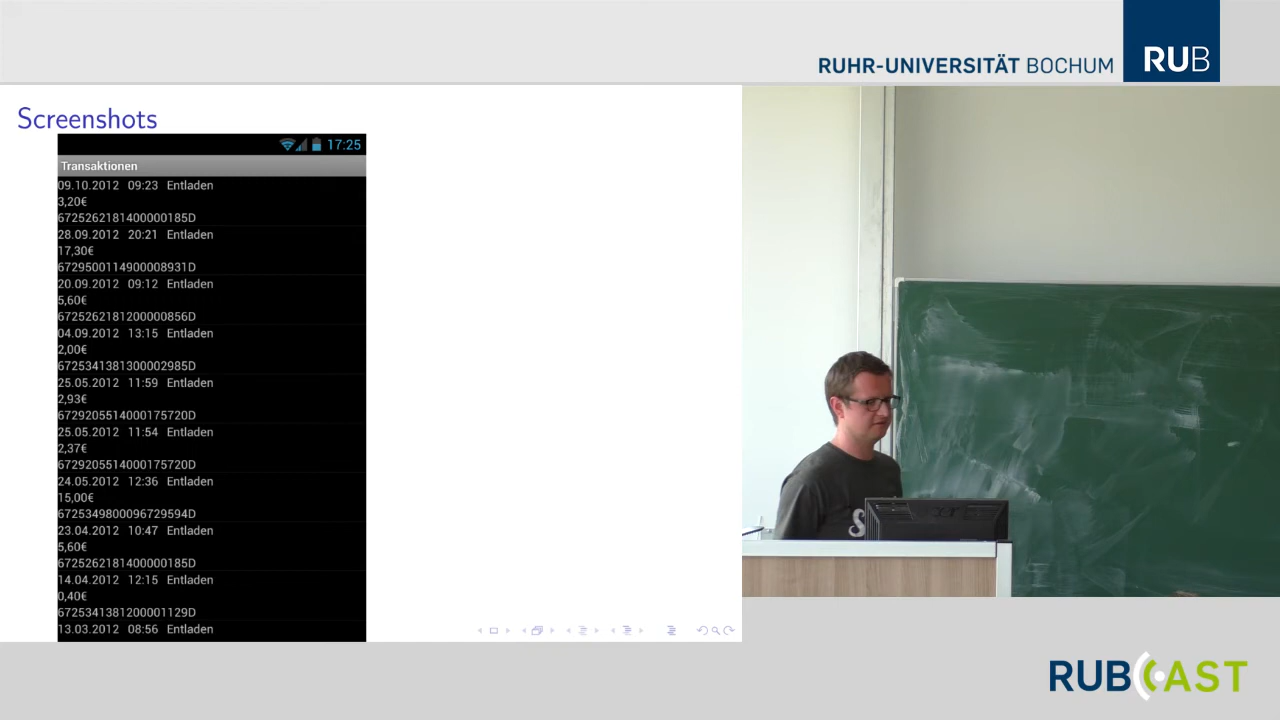 RUHR-UNIVERSITÄT BOCHUM
RUB
Screenshots
17:25
Transaktionen
09.10.2012 09:23 Entladen
3,20€
6725262181400000185D
28.09.2012 20:21 Entladen
17,30€
6729500114900008931D
20.09.2012 09:12 Entladen
5,60€
6725262181200000856D
04.09.2012 13:15 Entladen
2,00€
6725341381300002985D
25.05.2012 11:59 Entladen
2,93€
6729205514000175720D
25.05.2012 11:54 Entladen
2,37€
6729205514000175720D
24.05.2012 12:36 Entladen
15,00€
6725349800096729594D
23.04.2012 10:47 Entladen
5,60€
6725262181400000185D
14.04.2012 12:15 Entladen
0,40€
6725341381200001129D
13.03.2012 08:56 Entladen
S
RUBCAST